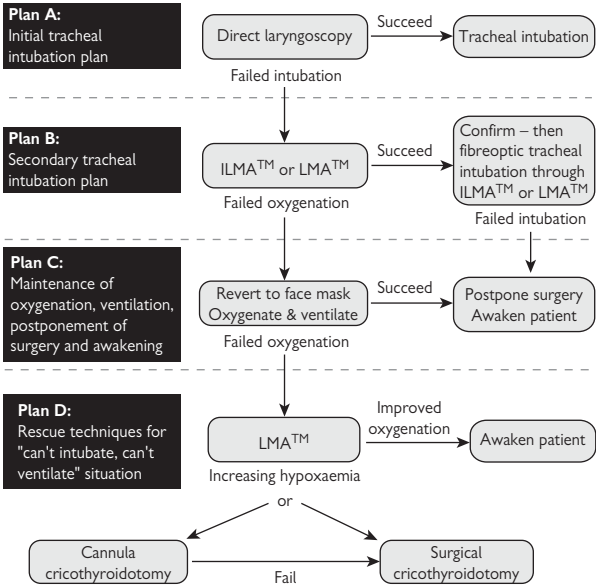 Plan A:
Initial tracheal
intubation plan
Direct laryngoscopy
Succeed
Tracheal intubation
Failed intubation
Plan B:
Secondary tracheal
intubation plan
ILMA™ or LMA™
Succeed
Confirm – then
fibreoptic tracheal
intubation through
ILMA™ or LMA™
Failed oxygenation
Failed intubation
Plan C:
Maintenance of
oxygenation, ventilation,
postponement of
surgery and awakening
Revert to face mask
Oxygenate & ventilate
Succeed
Postpone surgery
Awaken patient
Failed oxygenation
Plan D:
Rescue techniques for
"can't intubate, can't
ventilate" situation
LMA™
Improved
oxygenation
Awaken patient
Increasing hypoxaemia
or
Cannula
cricothyroidotomy
Fail
Surgical
cricothyroidotomy